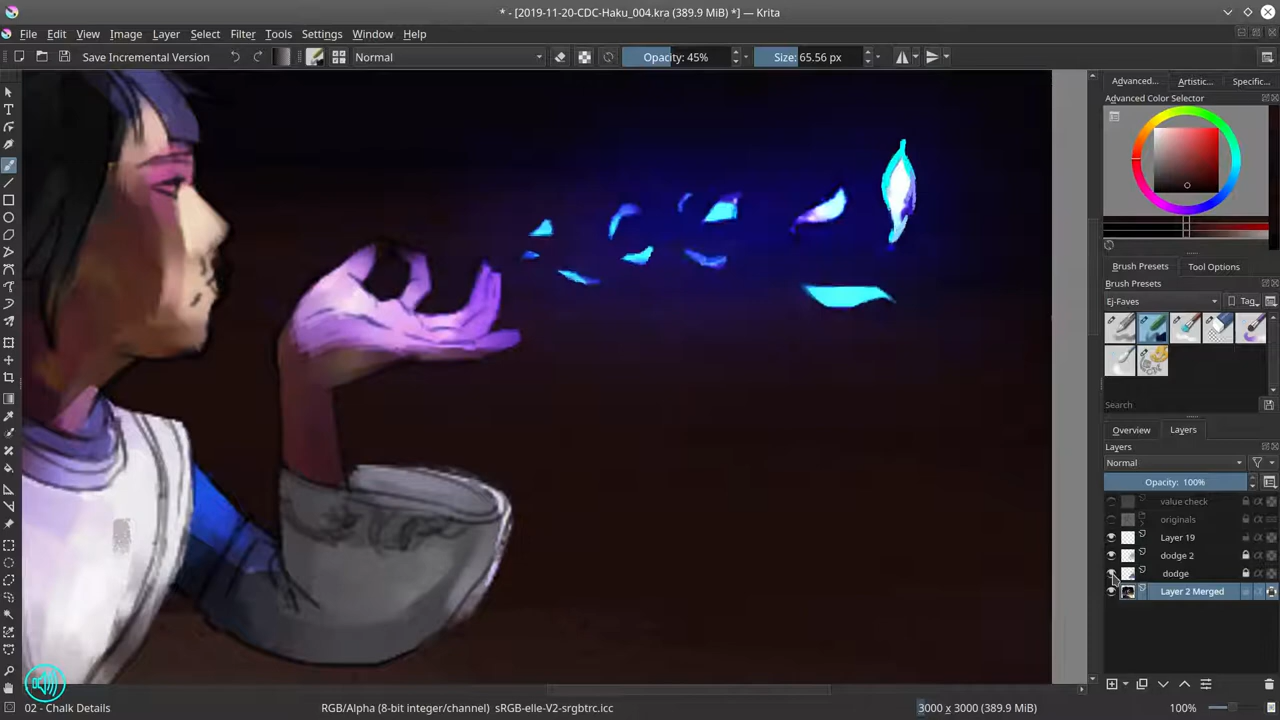 * - [2019-11-20-CDC-Haku_004.kra (389.9 MiB) *] — Krita
File Edit View Image Layer Select Filter Tools Settings Window Help
Save Incremental Version Normal Opacity: 45% Size: 65.56 px
Advanced... Artistic... Specific...
Advanced Color Selector
Brush Presets Tool Options
Brush Presets
Ej-Faves Tag
Search
Overview Layers
Layers
Normal
Opacity: 100%
value check
originals
Layer 19
dodge 2
dodge
Layer 2 Merged
02 - Chalk Details RGB/Alpha (8-bit integer/channel) sRGB-elle-V2-srgbtrc.icc 3000 x 3000 (389.9 MiB) 100%